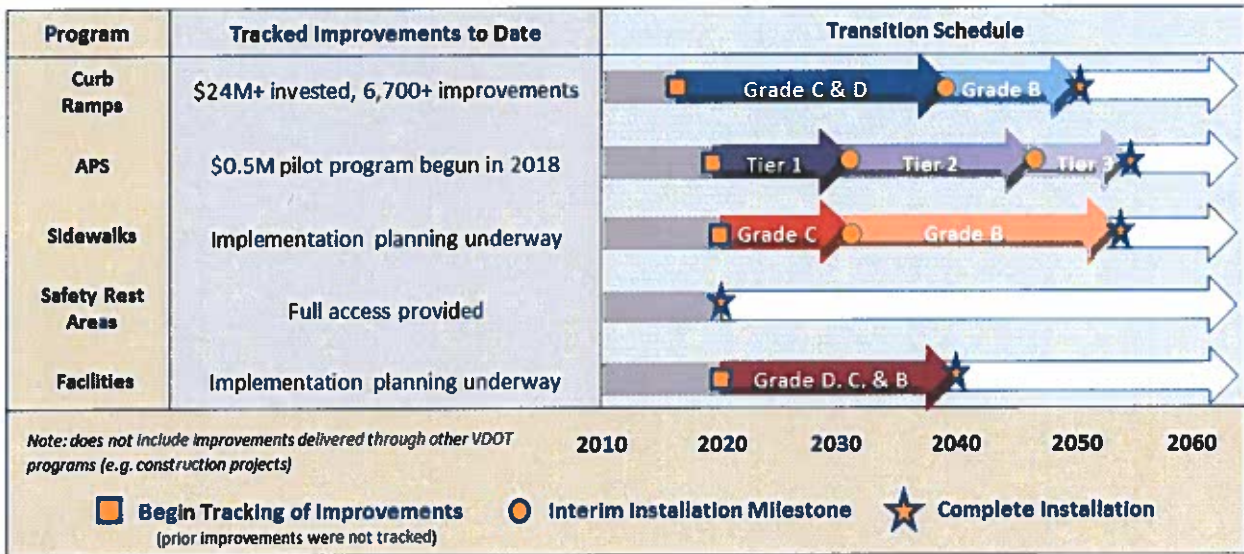 Program
Tracked Improvements to Date
Transition Schedule
Curb
Ramps
$24M+ invested, 6,700+ improvements
Grade C & D
Grade B
APS
$0.5M pilot program begun in 2018
Tier 1
Tier 2
Tier 3
Sidewalks
Implementation planning underway
Grade C
Grade B
Safety Rest
Areas
Full access provided
Facilities
Implementation planning underway
Grade D, C, & B
Note: does not include improvements delivered through other VDOT
programs (e.g. construction projects)
2010 2020 2030 2040 2050 2060
Begin Tracking of Improvements
(prior improvements were not tracked)
Interim Installation Milestone
Complete Installation